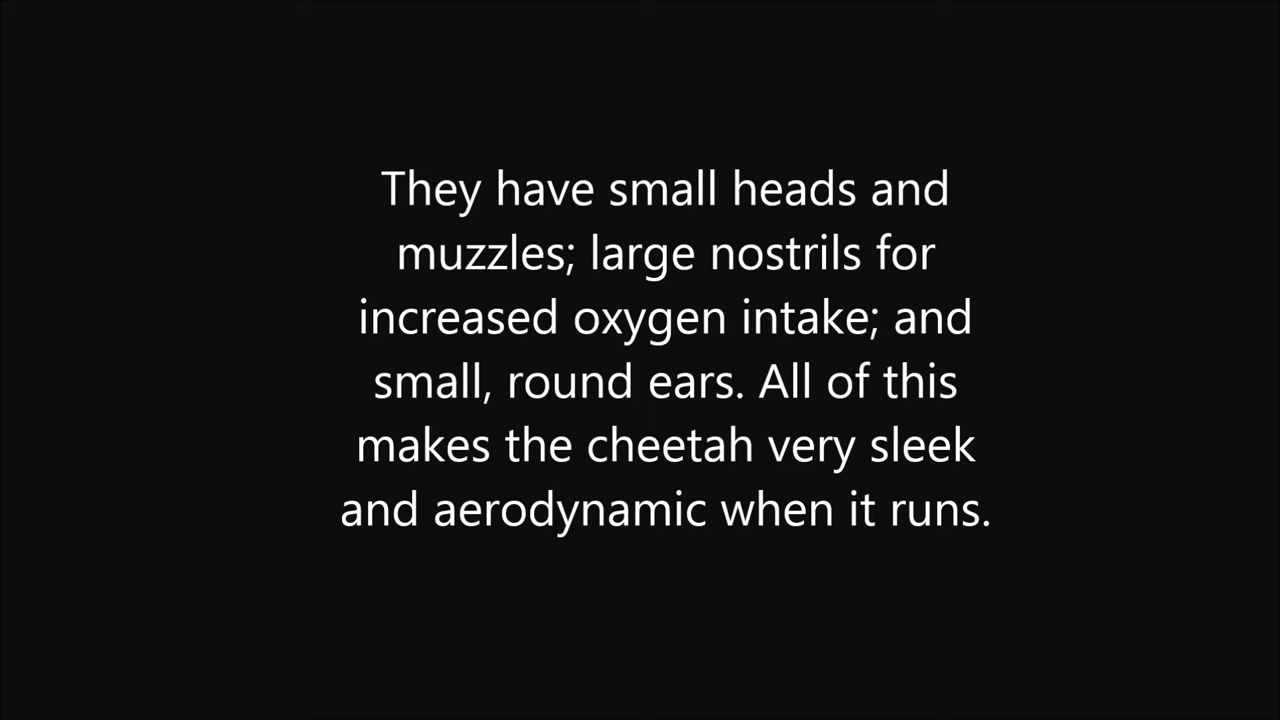 They have small heads and
muzzles; large nostrils for
increased oxygen intake; and
small, round ears. All of this
makes the cheetah very sleek
and aerodynamic when it runs.